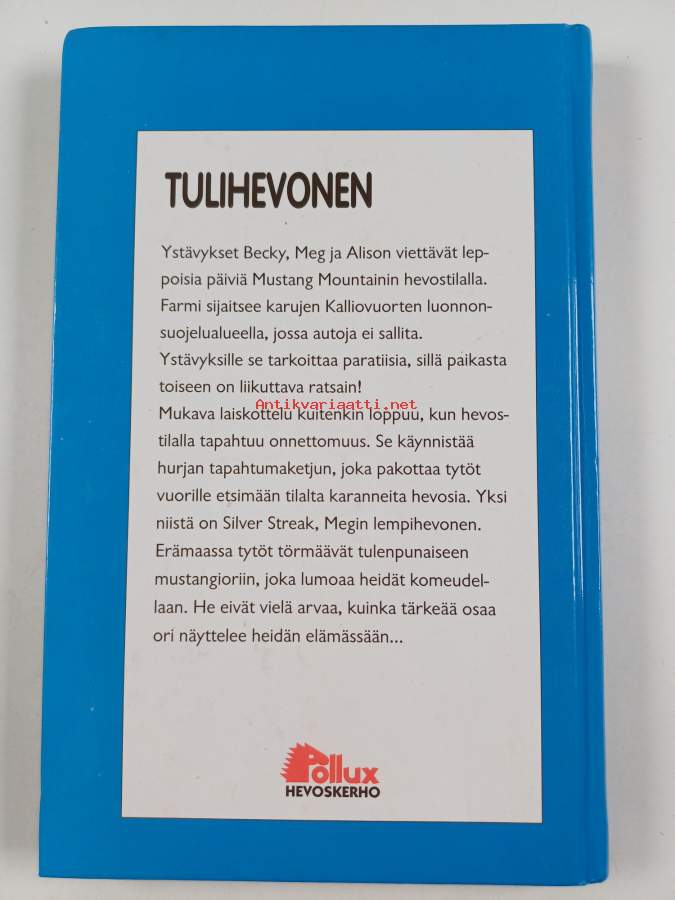 TULIHEVONEN
Ystävykset Becky, Meg ja Alison viettävät lep-
poisia päiviä Mustang Mountainin hevostilalla.
Farmi sijaitsee karujen Kalliovuorten luonnon-
suojelualueella, jossa autoja ei sallita.
Ystävyksille se tarkoittaa paratiisia, sillä paikasta
toiseen on liikuttava ratsain!
Antikvariaatti.net
Mukava laiskottelu kuitenkin loppuu, kun hevos-
tilalla tapahtuu onnettomuus. Se käynnistää
hurjan tapahtumaketjun, joka pakottaa tytöt
vuorille etsimään tilalta karanneita hevosia. Yksi
niistä on Silver Streak, Megin lempihevonen.
Erämaassa tytöt törmäävät tulenpunaiseen
mustangioriin, joka lumoaa heidät komeudel-
laan. He eivät vielä arvaa, kuinka tärkeää osaa
ori näyttelee heidän elämässään...
Pollux
HEVOSKERHO